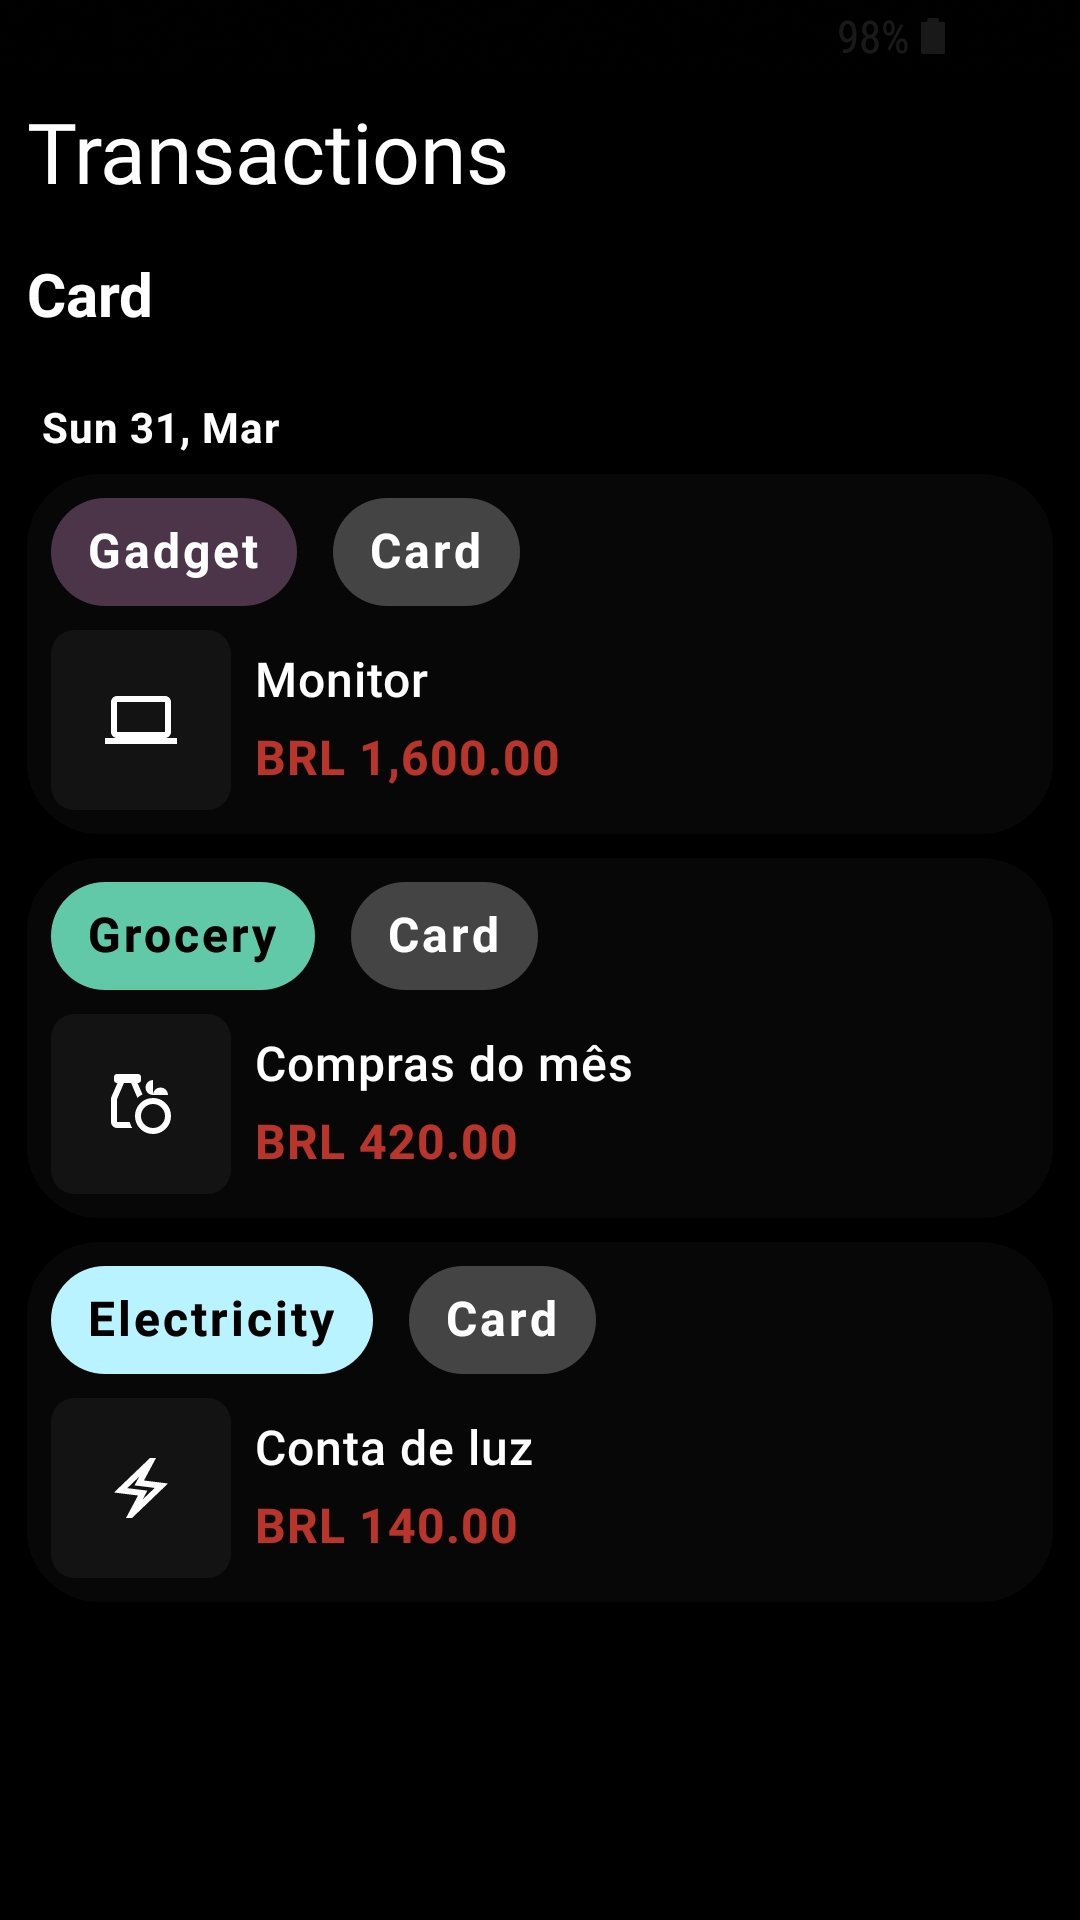 98%
Transactions
Card
Sun 31, Mar
Gadget Card
Monitor
BRL 1,600.00
Grocery Card
Compras do mês
BRL 420.00
Electricity Card
Conta de luz
BRL 140.00